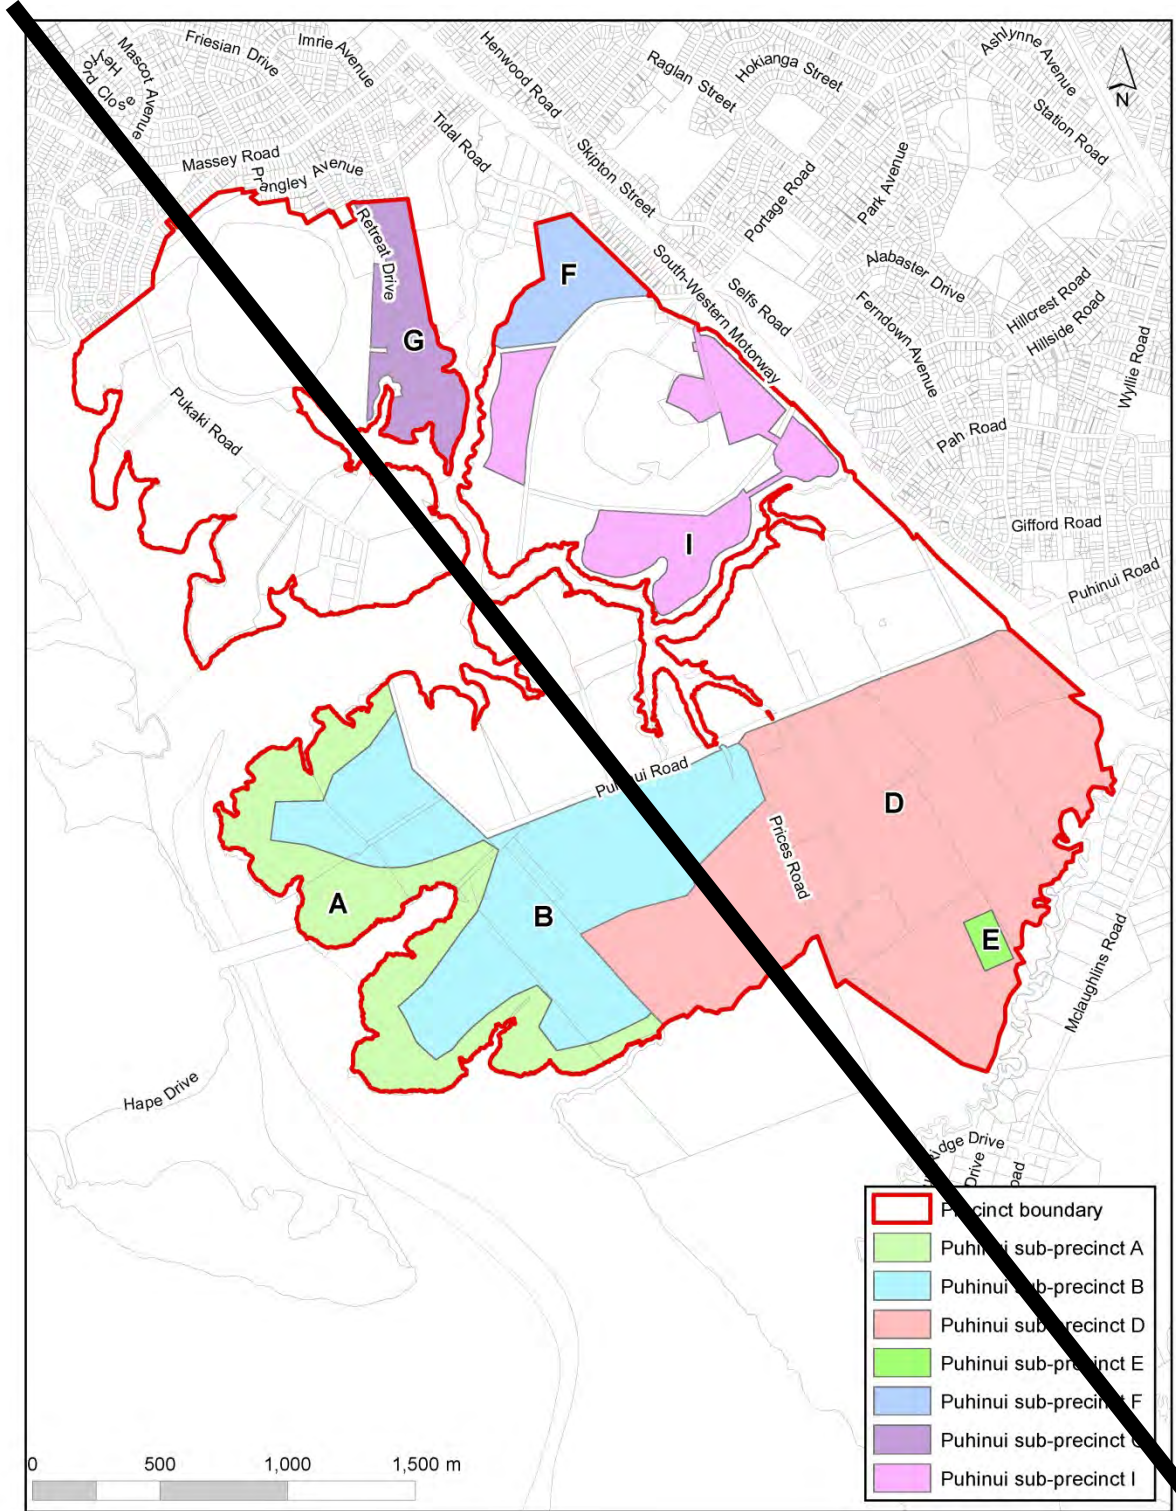 Mascot Avenue
Friesian Drive
Imrie Avenue
Henwood Road
Raglan Street
Hokianga Street
Ashlynne Avenue
Station Road
N
Tidal Road
Massey Road
Prangley Avenue
Skipton Street
Portage Road
Park Avenue
Retreat Drive
South-Western Motorway
Selfs Road
Alabaster Drive
Ferndown Avenue
Hillcrest Road
Hillside Road
Wyllie Road
F
G
Pukaki Road
Pah Road
Gifford Road
Puhinui Road
I
Puhinui Road
D
Prices Road
A
B
E
Mclaughlins Road
Hape Drive
Drive
Precinct boundary
Puhinui sub-precinct A
Puhinui sub-precinct B
Puhinui sub-precinct D
Puhinui sub-precinct E
Puhinui sub-precinct F
Puhinui sub-precinct G
Puhinui sub-precinct I
0 500 1,000 1,500 m